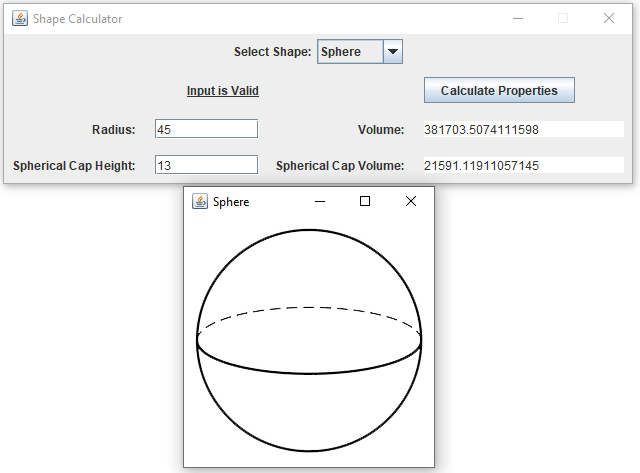 Shape Calculator
Select Shape: Sphere
Input is Valid Calculate Properties
Radius: 45 Volume: 381703.5074111598
Spherical Cap Height: 13 Spherical Cap Volume: 21591.11911057145
Sphere